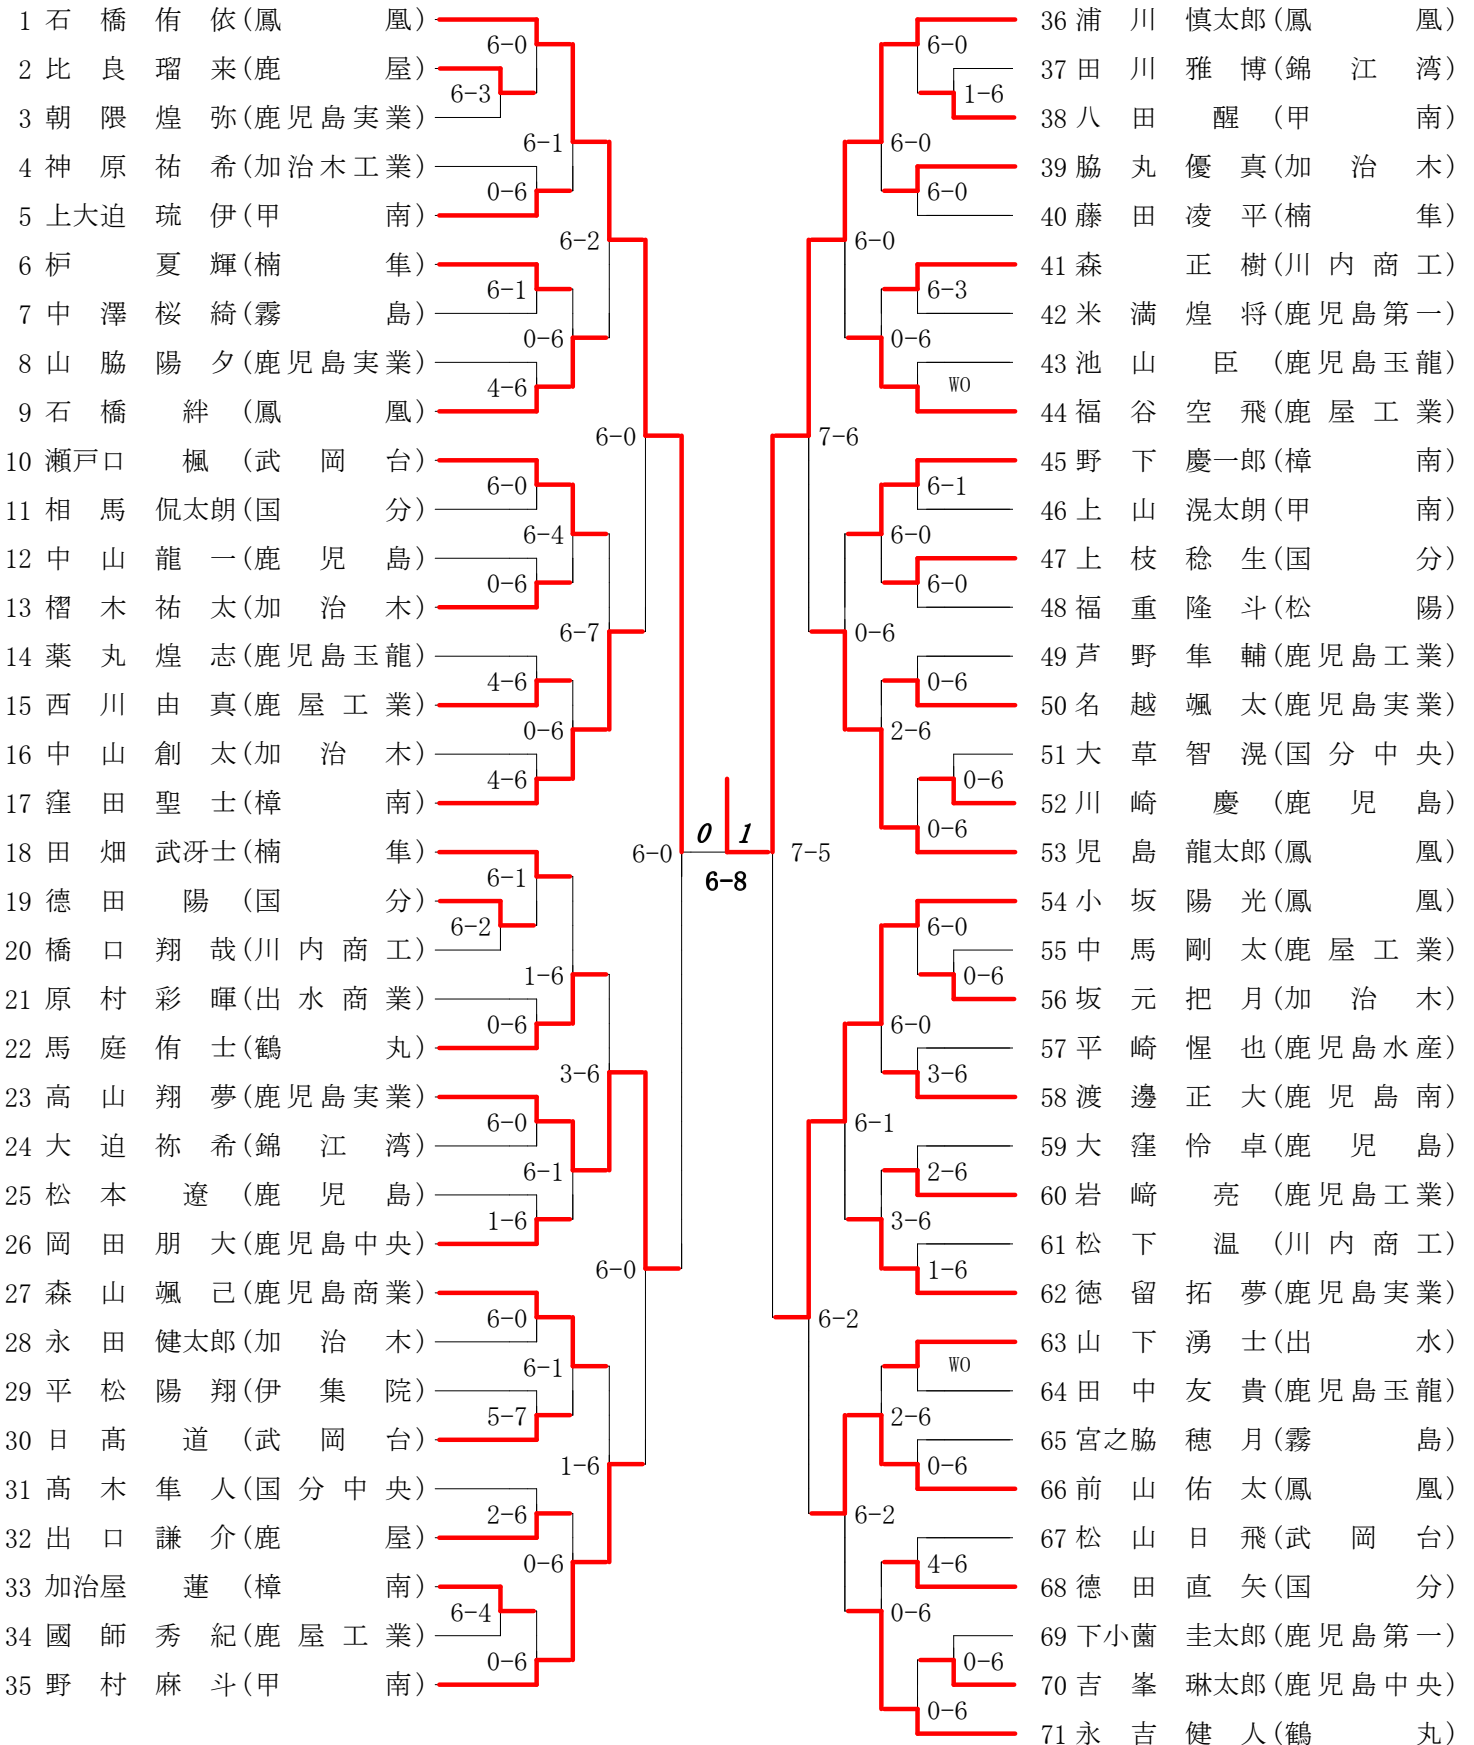 1 石橋侑依(鳳凰)
6-0
2 比良瑠来(鹿屋)
6-3
3 朝隈煌弥(鹿児島実業)
6-1
4 神原祐希(加治木工業)
0-6
5 上大迫琉伊(甲南)
6-2
6 枦夏輝(楠隼)
6-1
7 中澤桜綺(霧島)
0-6
8 山脇陽夕(鹿児島実業)
4-6
9 石橋絆(鳳凰)
6-0
10 瀬戸口楓(武岡台)
6-0
11 相馬侃太朗(国分)
6-4
12 中山龍一(鹿児島)
0-6
13 槢木祐太(加治木)
6-7
14 薬丸煌志(鹿児島玉龍)
4-6
15 西川由真(鹿屋工業)
0-6
16 中山創太(加治木)
4-6
17 窪田聖士(樟南)
6-0
18 田畑武冴士(楠隼)
6-1
19 德田陽(国分)
6-2
20 橋口翔哉(川内商工)
1-6
21 原村彩暉(出水商業)
0-6
22 馬庭侑士(鶴丸)
3-6
23 高山翔夢(鹿児島実業)
6-0
24 大迫祢希(錦江湾)
6-1
25 松本遼(鹿児島)
1-6
26 岡田朋大(鹿児島中央)
6-0
27 森山颯己(鹿児島商業)
6-0
28 永田健太郎(加治木)
6-1
29 平松陽翔(伊集院)
5-7
30 日髙道(武岡台)
1-6
31 髙木隼人(国分中央)
2-6
32 出口謙介(鹿屋)
0-6
33 加治屋蓮(樟南)
6-4
34 國師秀紀(鹿屋工業)
0-6
35 野村麻斗(甲南)
0 1
6-8
36 浦川慎太郎(鳳凰)
6-0
37 田川雅博(錦江湾)
1-6
38 八田醒(甲南)
6-0
39 脇丸優真(加治木)
6-0
40 藤田凌平(楠隼)
6-0
41 森正樹(川内商工)
6-3
42 米満煌将(鹿児島第一)
0-6
43 池山臣(鹿児島玉龍)
WO
44 福谷空飛(鹿屋工業)
7-6
45 野下慶一郎(樟南)
6-1
46 上山滉太朗(甲南)
6-0
47 上枝稔生(国分)
6-0
48 福重隆斗(松陽)
0-6
49 芦野隼輔(鹿児島工業)
0-6
50 名越颯太(鹿児島実業)
2-6
51 大草智滉(国分中央)
0-6
52 川崎慶(鹿児島)
0-6
53 児島龍太郎(鳳凰)
7-5
54 小坂陽光(鳳凰)
6-0
55 中馬剛太(鹿屋工業)
0-6
56 坂元把月(加治木)
6-0
57 平崎惺也(鹿児島水産)
3-6
58 渡邊正大(鹿児島南)
6-1
59 大窪怜卓(鹿児島)
2-6
60 岩﨑亮(鹿児島工業)
3-6
61 松下温(川内商工)
1-6
62 徳留拓夢(鹿児島実業)
6-2
63 山下湧士(出水)
WO
64 田中友貴(鹿児島玉龍)
2-6
65 宮之脇穂月(霧島)
0-6
66 前山佑太(鳳凰)
6-2
67 松山日飛(武岡台)
4-6
68 德田直矢(国分)
0-6
69 下小薗圭太郎(鹿児島第一)
0-6
70 吉峯琳太郎(鹿児島中央)
0-6
71 永吉健人(鶴丸)